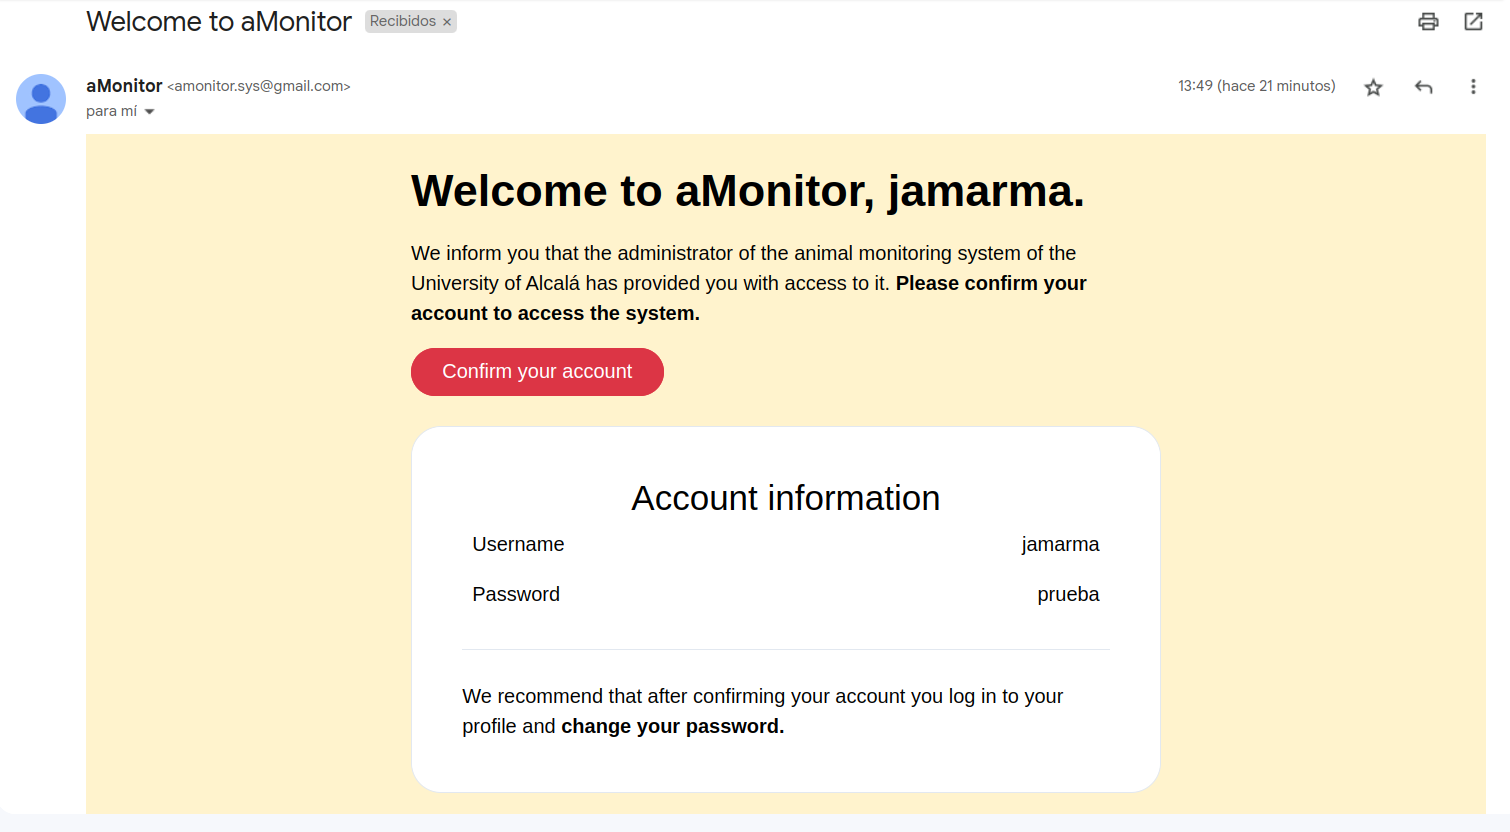 Welcome to aMonitor Recibidos ×
aMonitor <amonitor.sys@gmail.com> 13:49 (hace 21 minutos)
para mí
Welcome to aMonitor, jamarma.
We inform you that the administrator of the animal monitoring system of the
University of Alcalá has provided you with access to it. Please confirm your
account to access the system.
Confirm your account
Account information
Username jamarma
Password prueba
We recommend that after confirming your account you log in to your
profile and change your password.